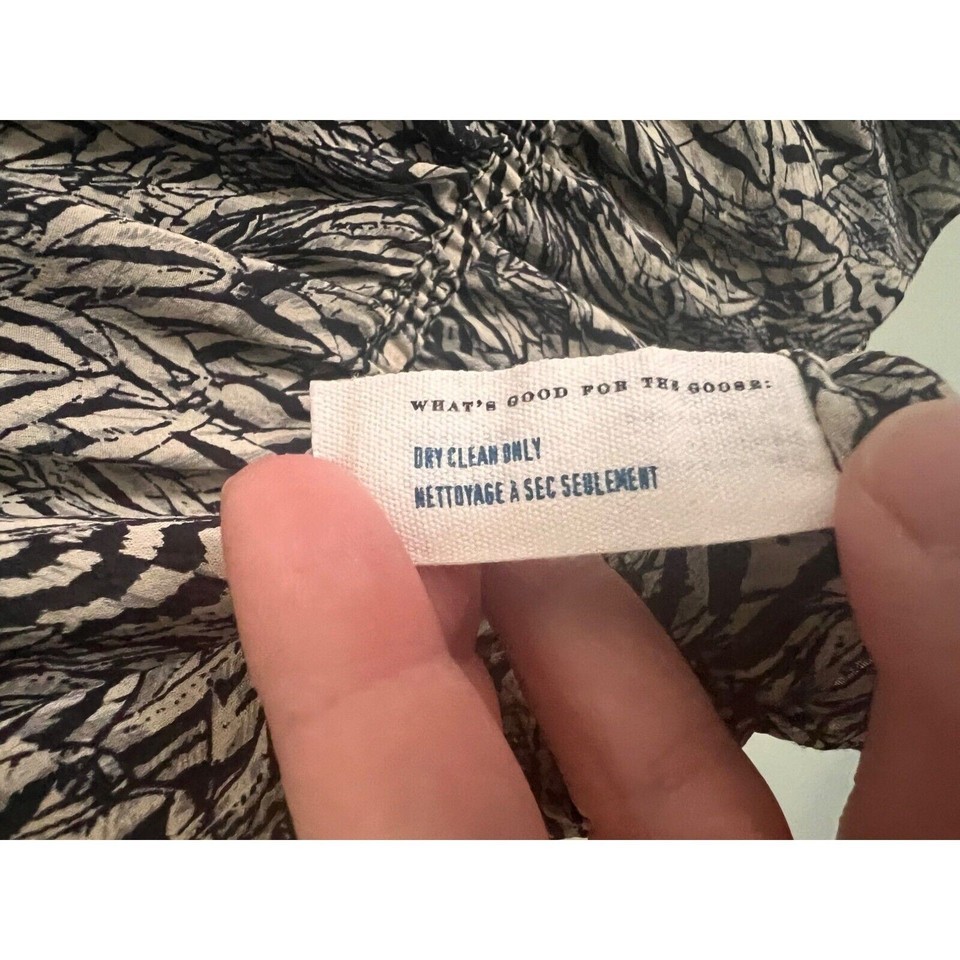 WHAT'S GOOD FOR THE GOOSE:
DRY CLEAN ONLY
NETTOYAGE À SEC SEULEMENT